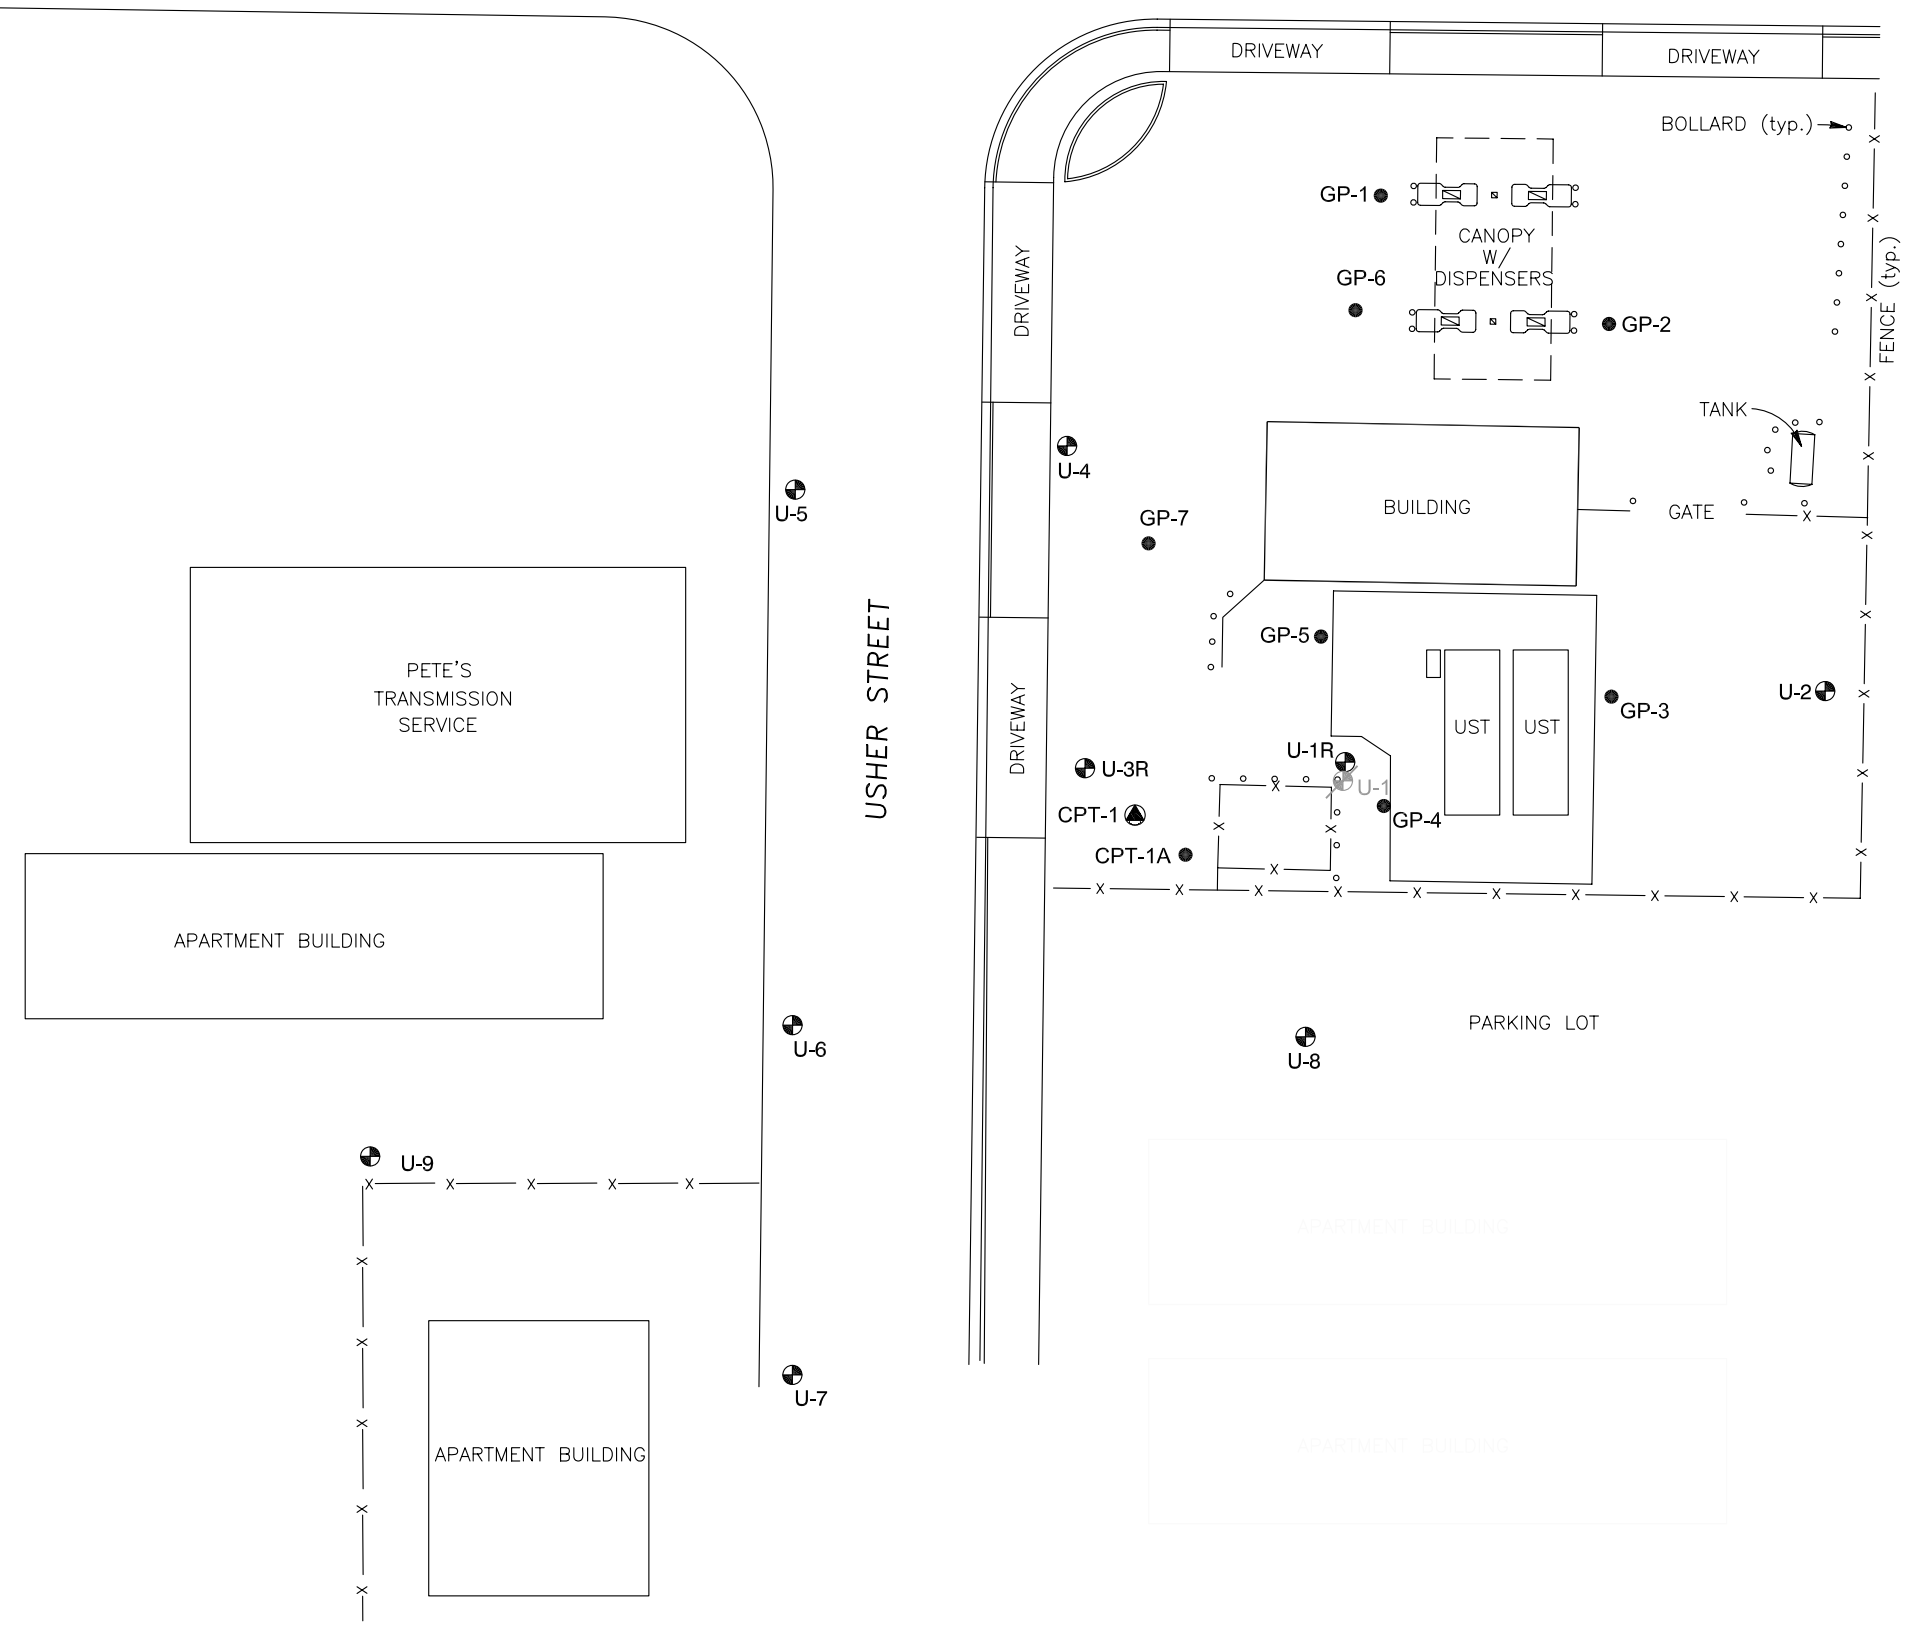 DRIVEWAY
DRIVEWAY
BOLLARD (typ.)
GP-1
CANOPY
W/
DISPENSERS
GP-6
GP-2
FENCE (typ.)
DRIVEWAY
TANK
U-4
U-5
GP-7
BUILDING
GATE
USHER STREET
GP-5
PETE'S
TRANSMISSION
SERVICE
DRIVEWAY
UST
UST
GP-3
U-2
U-1R
U-3R
U-1
CPT-1
GP-4
CPT-1A
APARTMENT BUILDING
PARKING LOT
U-6
U-8
U-9
APARTMENT BUILDING
U-7
APARTMENT BUILDING
APARTMENT BUILDING